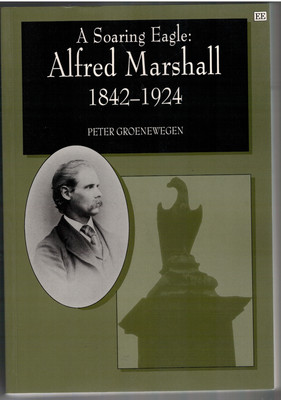 EE
A Soaring Eagle:
Alfred Marshall
1842–1924
PETER GROENEWEGEN